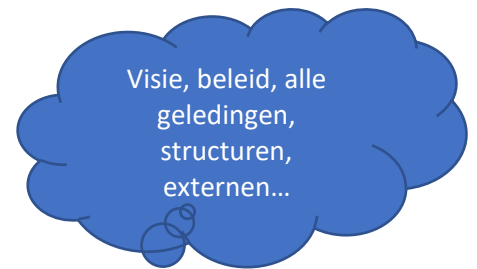 Visie, beleid, alle
geledingen,
structuren,
externen…